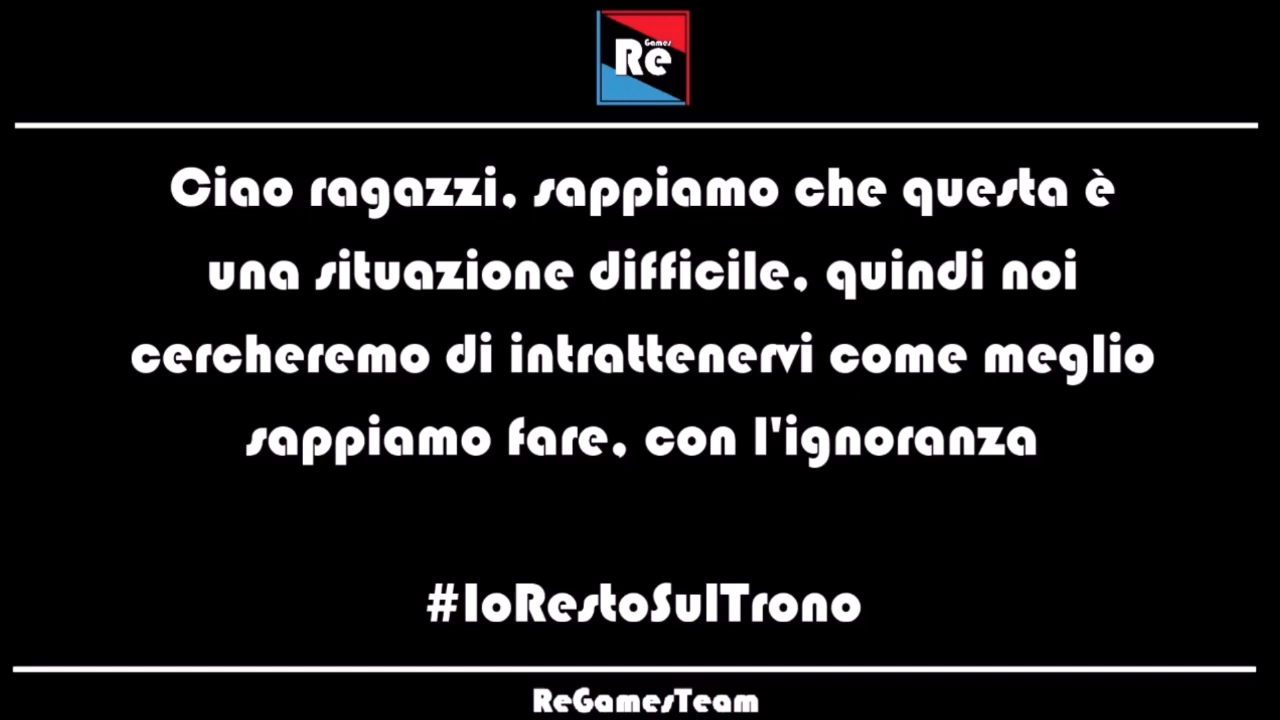 Games
Re
Ciao ragazzi, sappiamo che questa è
una situazione difficile, quindi noi
cercheremo di intrattenervi come meglio
sappiamo fare, con l'ignoranza
#IoRestoSulTrono
ReGamesTeam